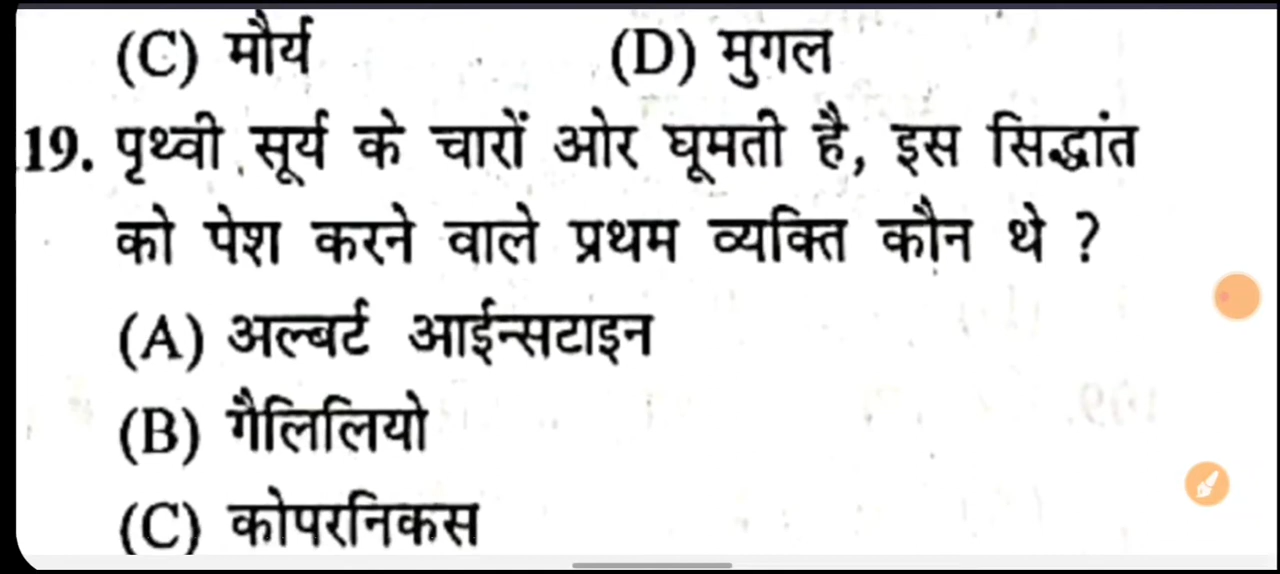 (C) मौर्य (D) मुगल
19. पृथ्वी सूर्य के चारों ओर घूमती है, इस सिद्धांत
को पेश करने वाले प्रथम व्यक्ति कौन थे ?
(A) अल्बर्ट आईन्सटाइन
(B) गैलिलियो
(C) कोपरनिकस